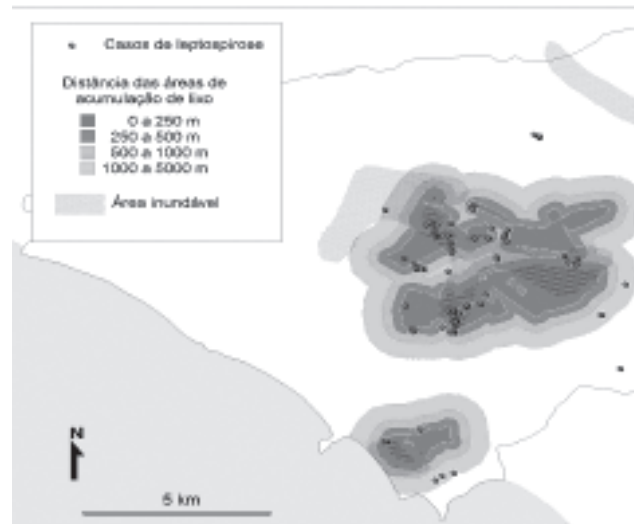 Casos de leptospirose
Distância das áreas de
acumulação de lixo
0 a 250 m
250 a 500 m
500 a 1000 m
1000 a 5000 m
Área inundável
N
5 km